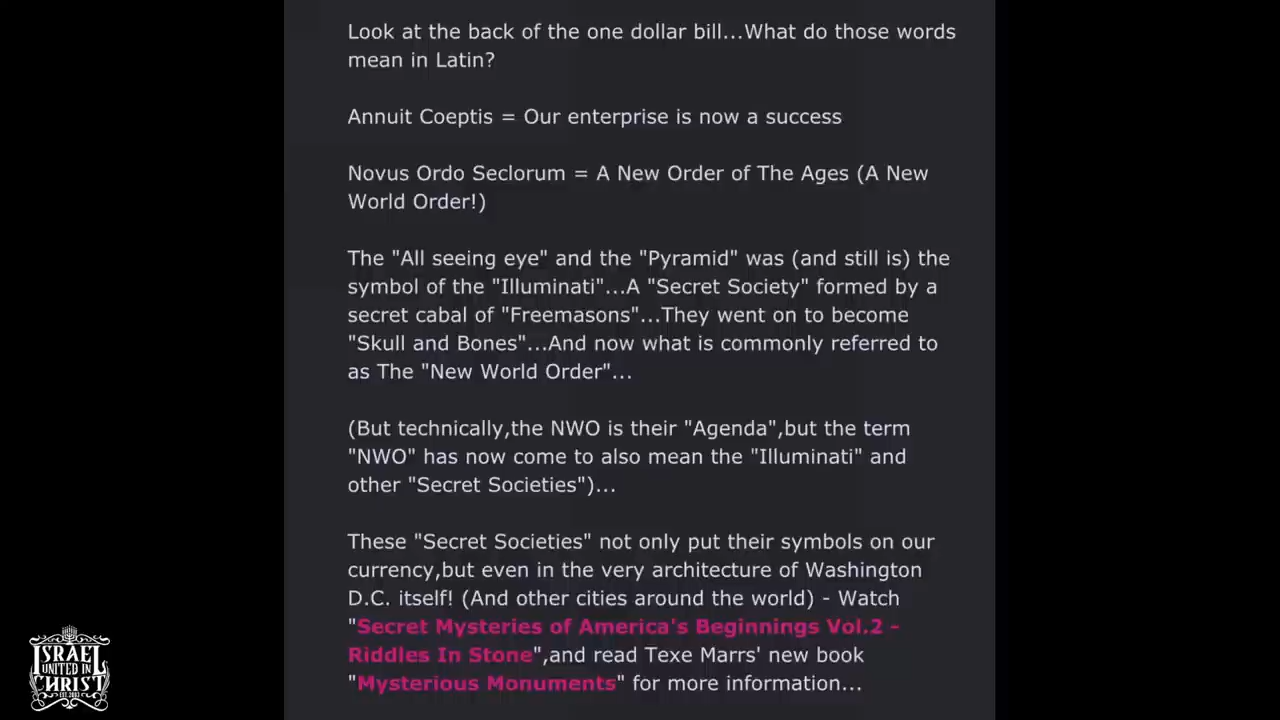 Look at the back of the one dollar bill...What do those words
mean in Latin?
Annuit Coeptis = Our enterprise is now a success
Novus Ordo Seclorum = A New Order of The Ages (A New
World Order!)
The "All seeing eye" and the "Pyramid" was (and still is) the
symbol of the "Illuminati"...A "Secret Society" formed by a
secret cabal of "Freemasons"...They went on to become
"Skull and Bones"...And now what is commonly referred to
as The "New World Order"...
(But technically,the NWO is their "Agenda",but the term
"NWO" has now come to also mean the "Illuminati" and
other "Secret Societies")...
These "Secret Societies" not only put their symbols on our
currency,but even in the very architecture of Washington
D.C. itself! (And other cities around the world) - Watch
"Secret Mysteries of America's Beginnings Vol.2 -
Riddles In Stone",and read Texe Marrs' new book
"Mysterious Monuments" for more information...
ISRAEL
UNITED IN
CHRIST
EST. 2003